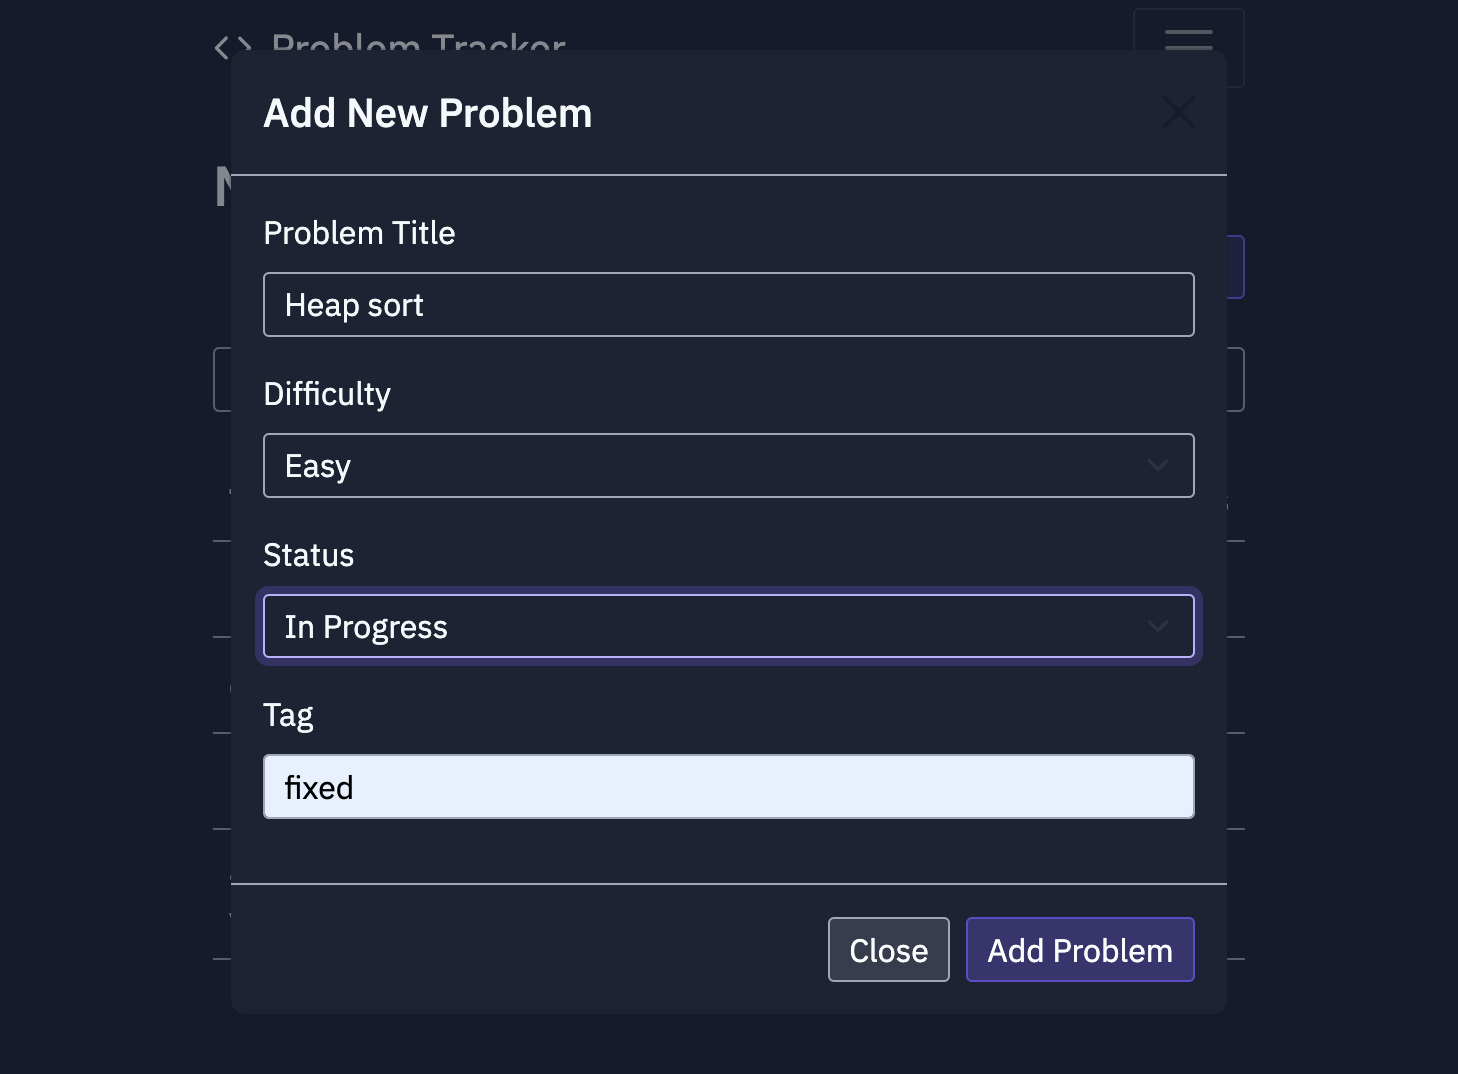 Problem Tracker
Add New Problem
Problem Title
Heap sort
Difficulty
Easy
Status
In Progress
Tag
fixed
Close
Add Problem